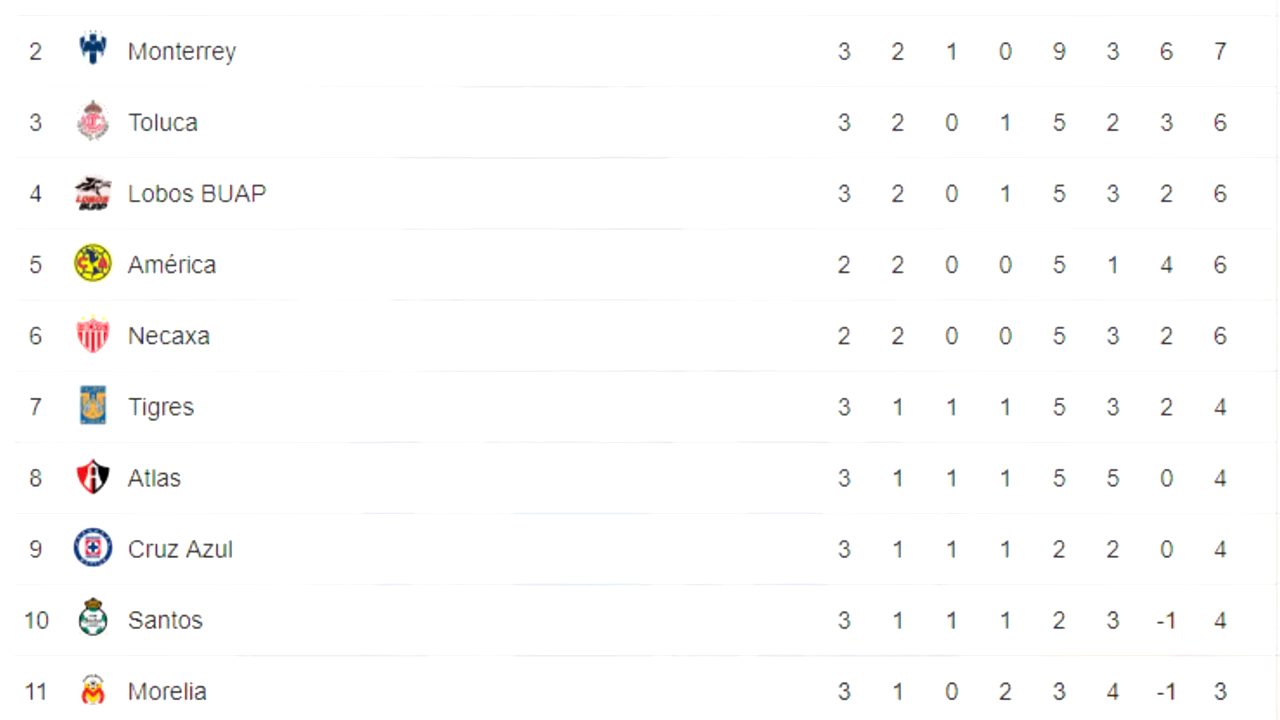 2 Monterrey 3 2 1 0 9 3 6 7
3 Toluca 3 2 0 1 5 2 3 6
4 LOBOS BUAP Lobos BUAP 3 2 0 1 5 3 2 6
5 América 2 2 0 0 5 1 4 6
6 Necaxa 2 2 0 0 5 3 2 6
7 Tigres 3 1 1 1 5 3 2 4
8 A Atlas 3 1 1 1 5 5 0 4
9 Cruz Azul 3 1 1 1 2 2 0 4
10 Santos 3 1 1 1 2 3 -1 4
11 Morelia 3 1 0 2 3 4 -1 3